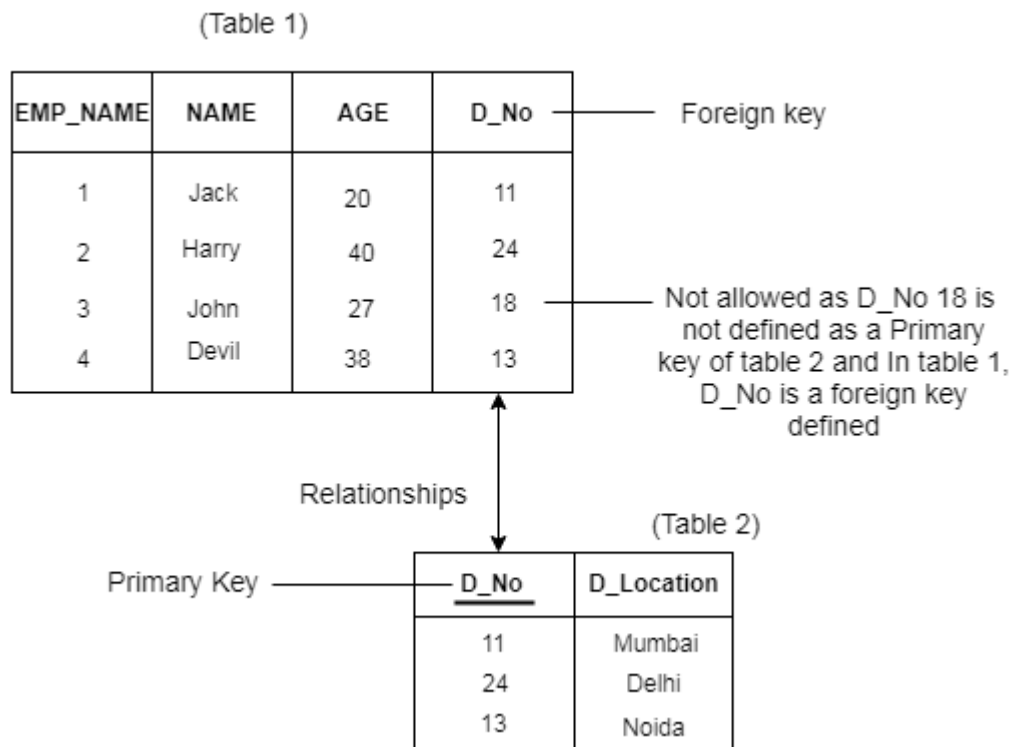 (Table 1)
EMP_NAME NAME AGE D_No Foreign key
1 Jack 20 11
2 Harry 40 24
3 John 27 18
4 Devil 38 13
Not allowed as D_No 18 is
not defined as a Primary
key of table 2 and In table 1,
D_No is a foreign key
defined
Relationships
(Table 2)
Primary Key D_No D_Location
11 Mumbai
24 Delhi
13 Noida